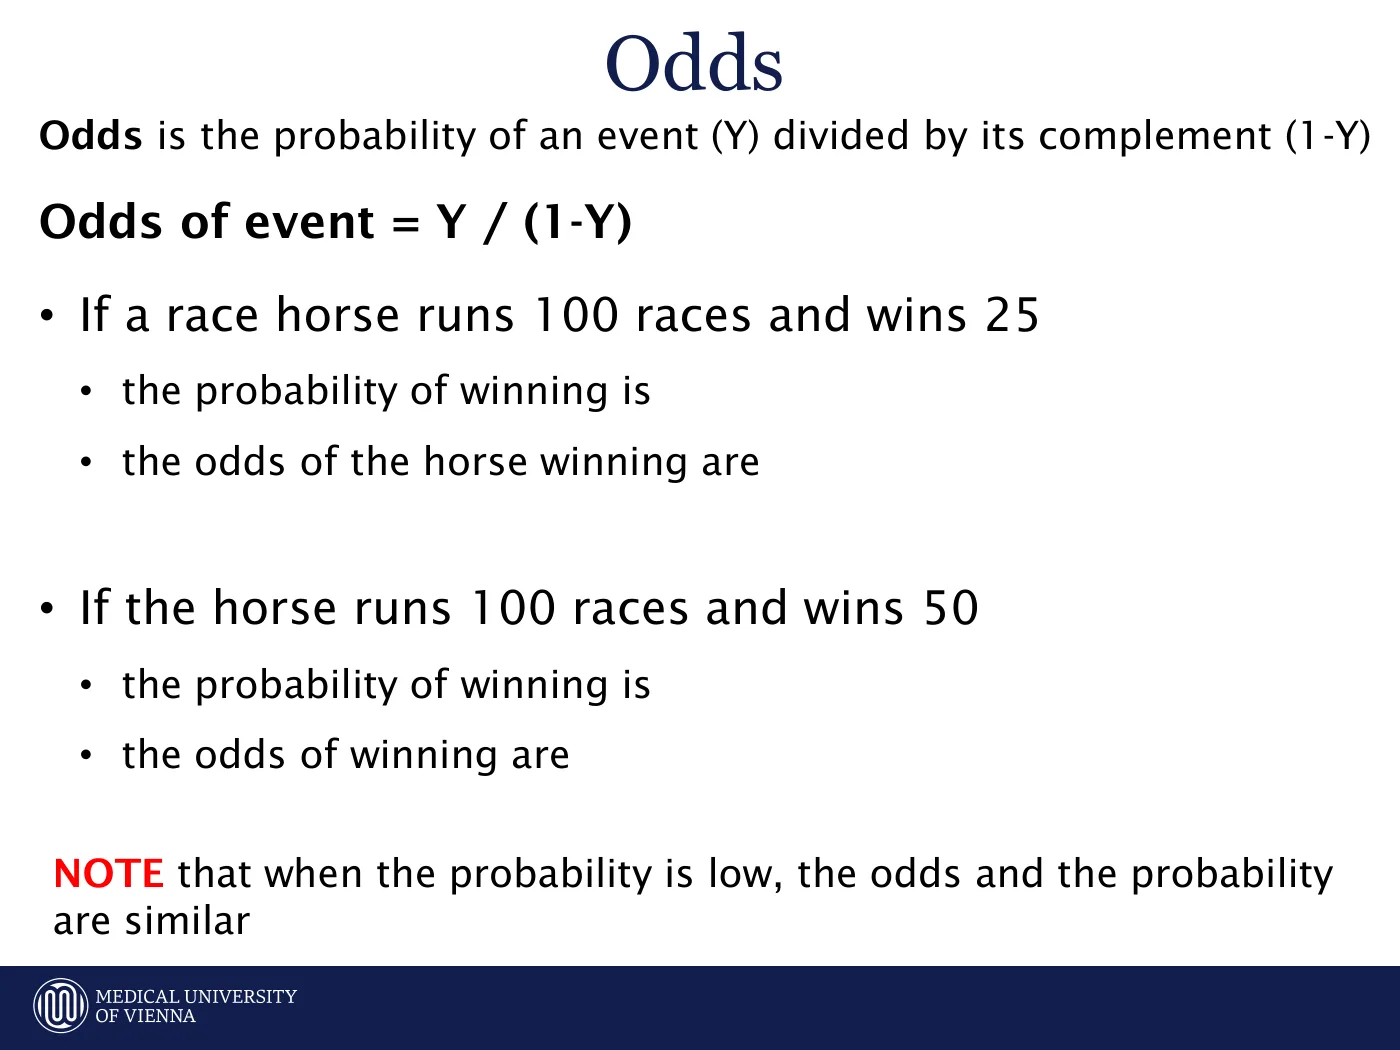 Odds
Odds is the probability of an event (Y) divided by its complement (1-Y)
Odds of event = Y / (1-Y)
• If a race horse runs 100 races and wins 25
• the probability of winning is
• the odds of the horse winning are
• If the horse runs 100 races and wins 50
• the probability of winning is
• the odds of winning are
NOTE that when the probability is low, the odds and the probability
are similar
MEDICAL UNIVERSITY
OF VIENNA